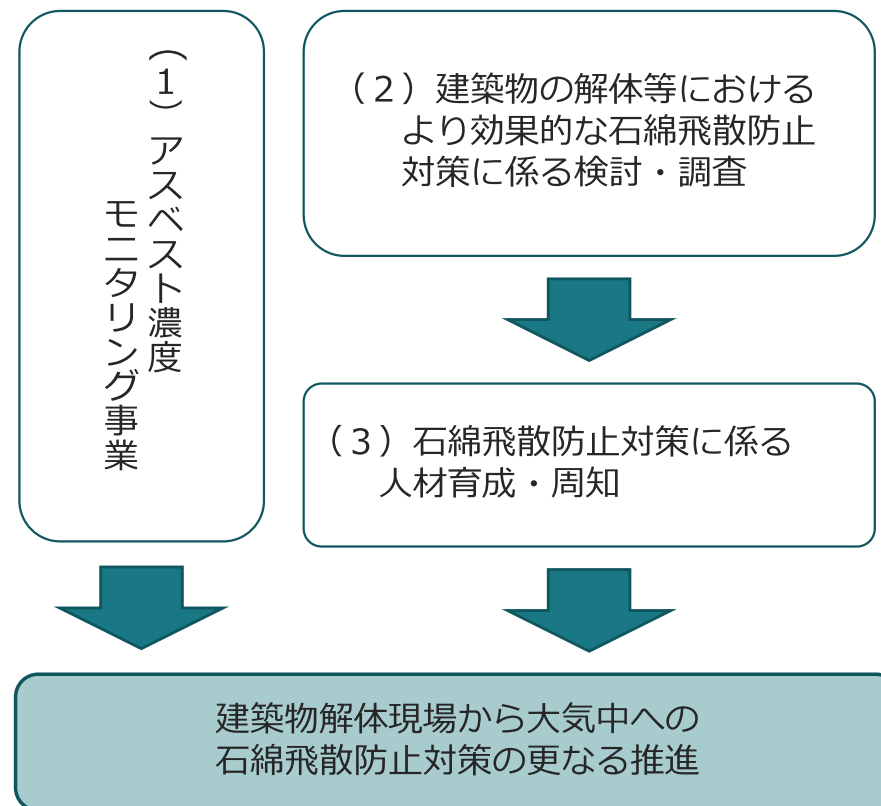 （１）アスベスト濃度
モニタリング事業
（２）建築物の解体等における
より効果的な石綿飛散防止
対策に係る検討・調査
（３）石綿飛散防止対策に係る
人材育成・周知
建築物解体現場から大気中への
石綿飛散防止対策の更なる推進